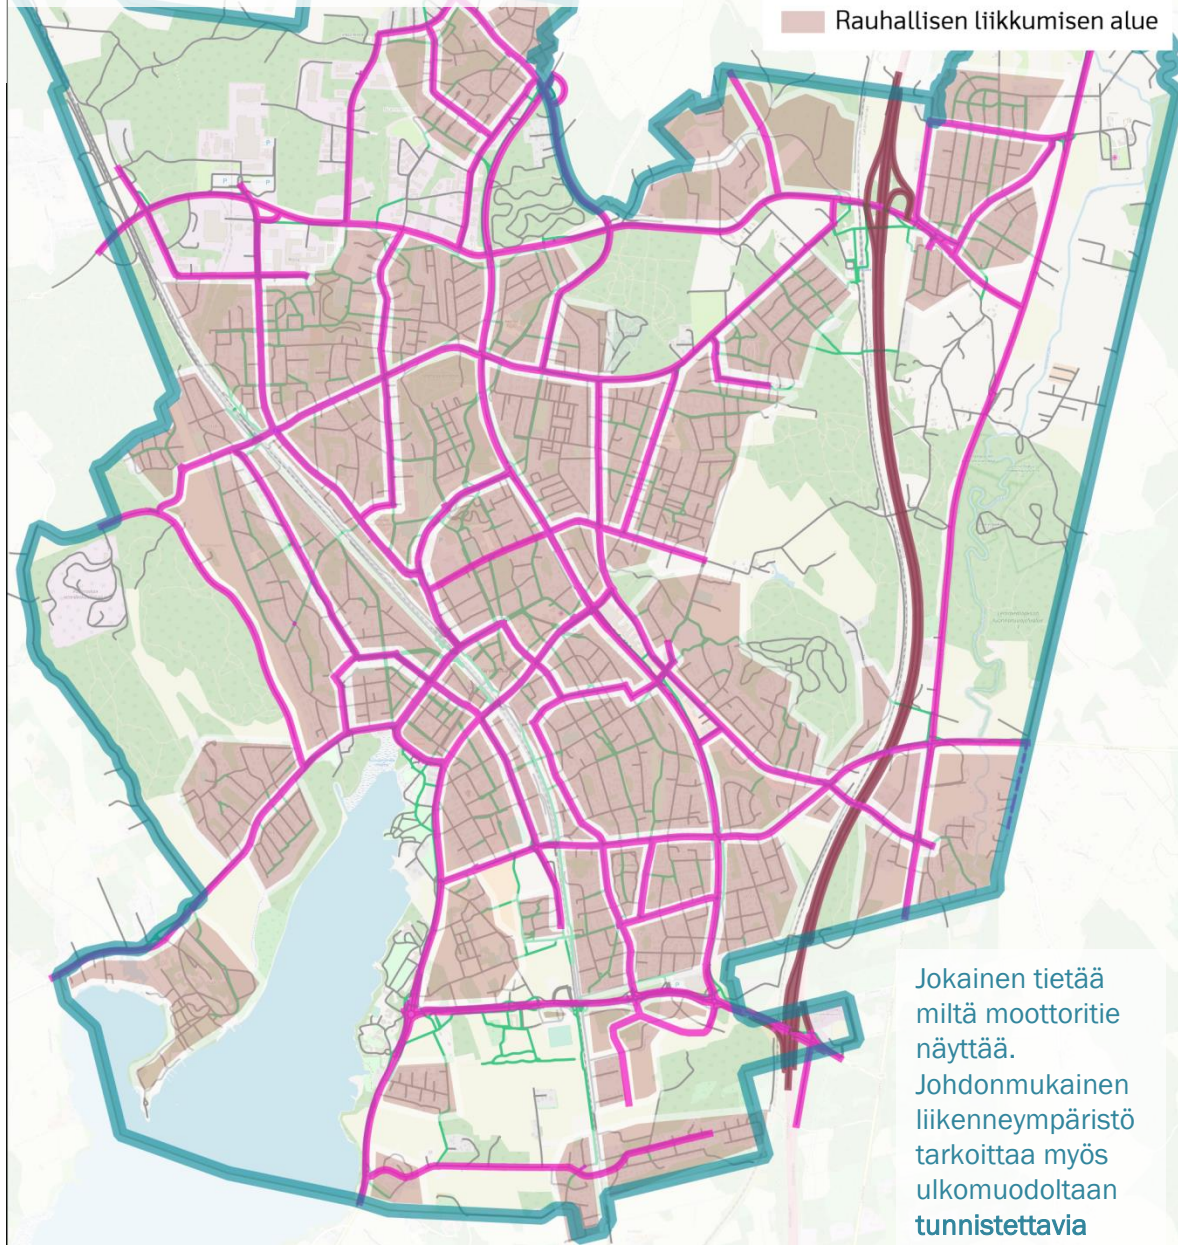 Rauhallisen liikkumisen alue
Jokainen tietää
miltä moottoritie
näyttää.
Johdonmukainen
liikenneympäristö
tarkoittaa myös
ulkomuodoltaan
tunnistettavia